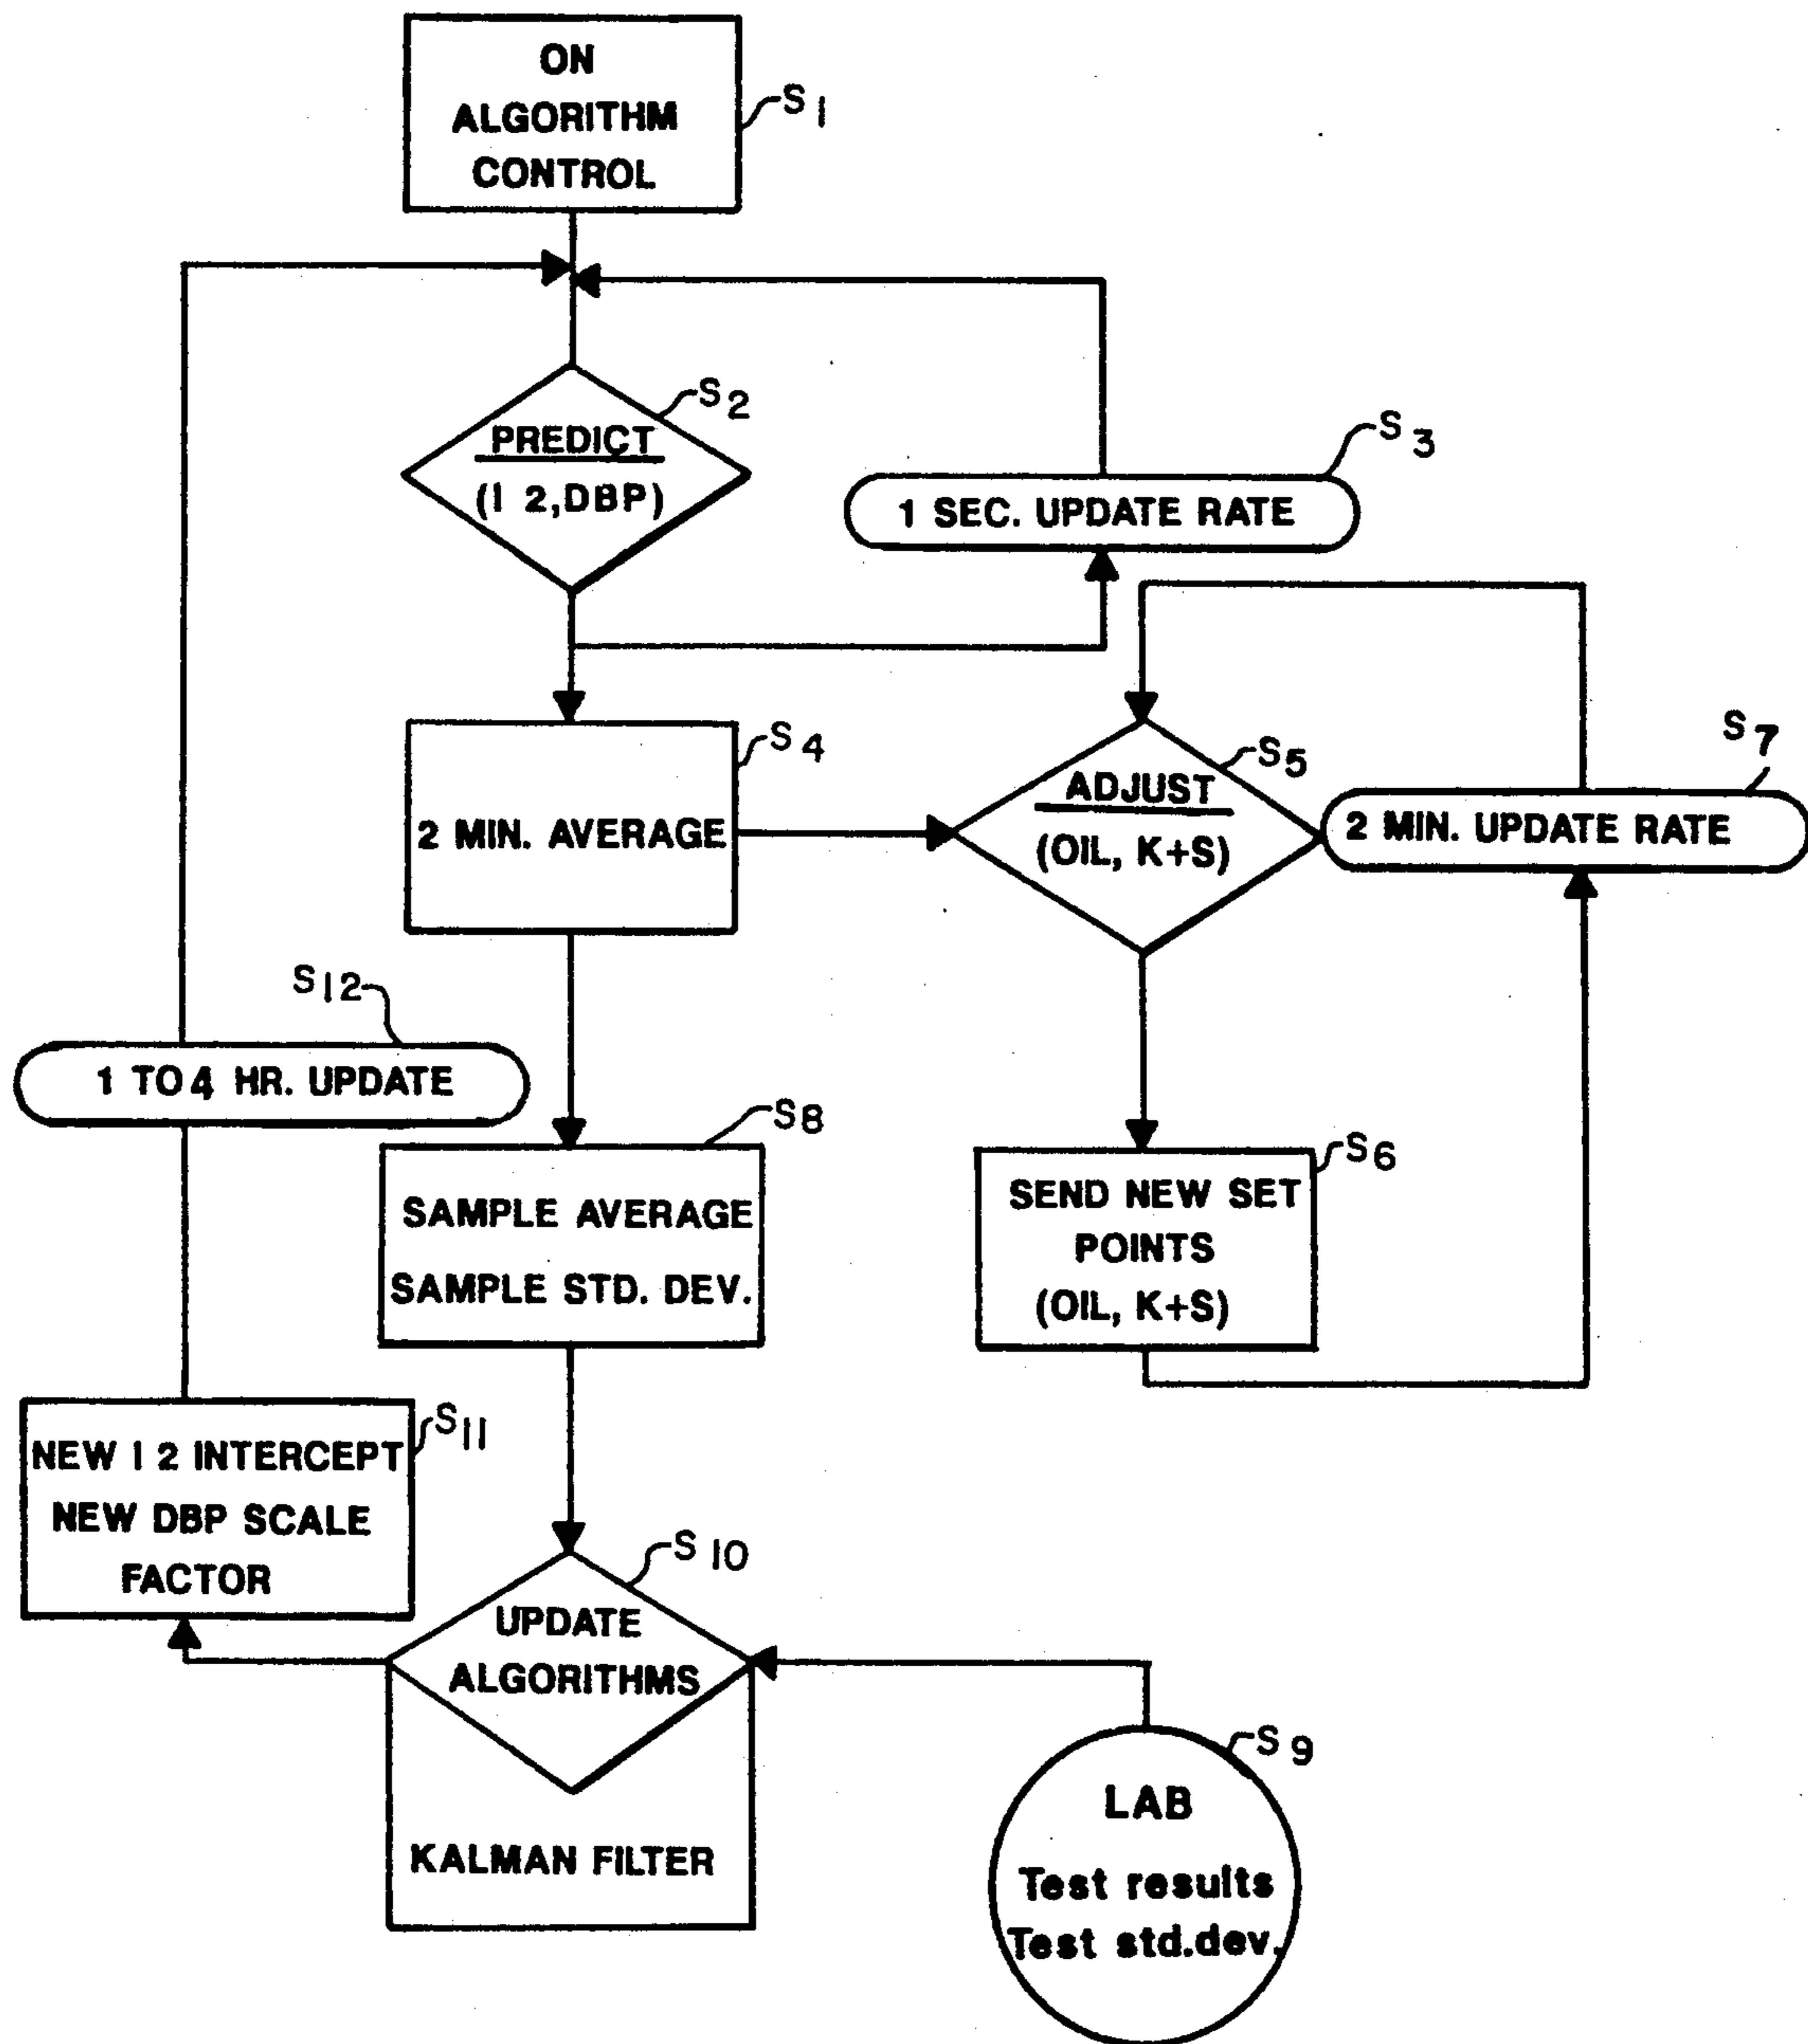 ON
ALGORITHM
CONTROL
S1
PREDICT
(I 2,DBP)
S2
1 SEC. UPDATE RATE
S3
2 MIN. AVERAGE
S4
ADJUST
(OIL, K+S)
S5
2 MIN. UPDATE RATE
S7
S12
1 TO 4 HR. UPDATE
SAMPLE AVERAGE
SAMPLE STD. DEV.
S8
SEND NEW SET
POINTS
(OIL, K+S)
S6
NEW I 2 INTERCEPT
NEW DBP SCALE
FACTOR
S11
UPDATE
ALGORITHMS
S10
KALMAN FILTER
S9
LAB
Test results
Test std.dev.